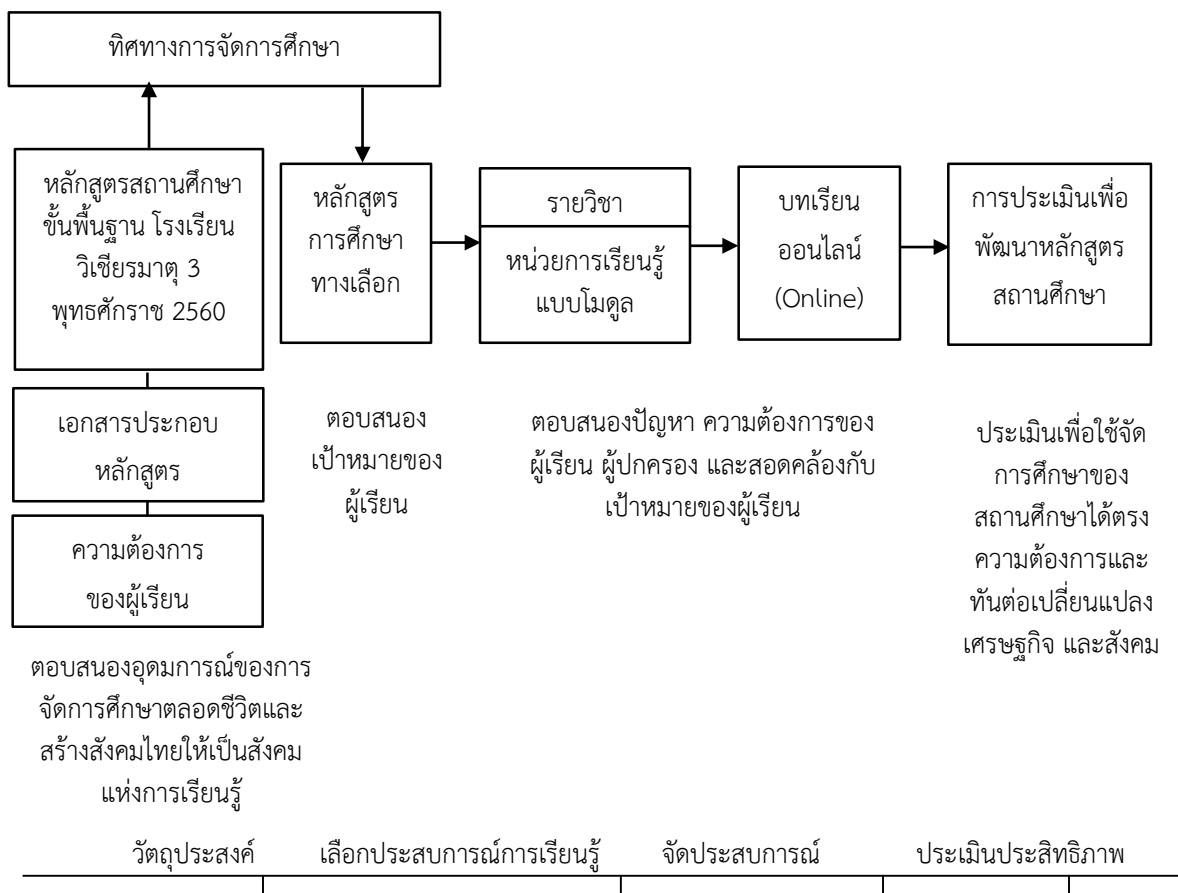 ทิศทางการจัดการศึกษา
หลักสูตรสถานศึกษา
ขั้นพื้นฐาน โรงเรียน
วิเชียรมาตุ 3
พุทธศักราช 2560
หลักสูตร
การศึกษา
ทางเลือก
รายวิชา
หน่วยการเรียนรู้
แบบโมดูล
บทเรียน
ออนไลน์
(Online)
การประเมินเพื่อ
พัฒนาหลักสูตร
สถานศึกษา
เอกสารประกอบ
หลักสูตร
ความต้องการ
ของผู้เรียน
ตอบสนอง
เป้าหมายของ
ผู้เรียน
ตอบสนองปัญหา ความต้องการของ
ผู้เรียน ผู้ปกครอง และสอดคล้องกับ
เป้าหมายของผู้เรียน
ประเมินเพื่อใช้จัด
การศึกษาของ
สถานศึกษาได้ตรง
ความต้องการและ
ทันต่อเปลี่ยนแปลง
เศรษฐกิจ และสังคม
ตอบสนองอุดมการณ์ของการ
จัดการศึกษาตลอดชีวิตและ
สร้างสังคมไทยให้เป็นสังคม
แห่งการเรียนรู้
วัตถุประสงค์ เลือกประสบการณ์การเรียนรู้ จัดประสบการณ์ ประเมินประสิทธิภาพ